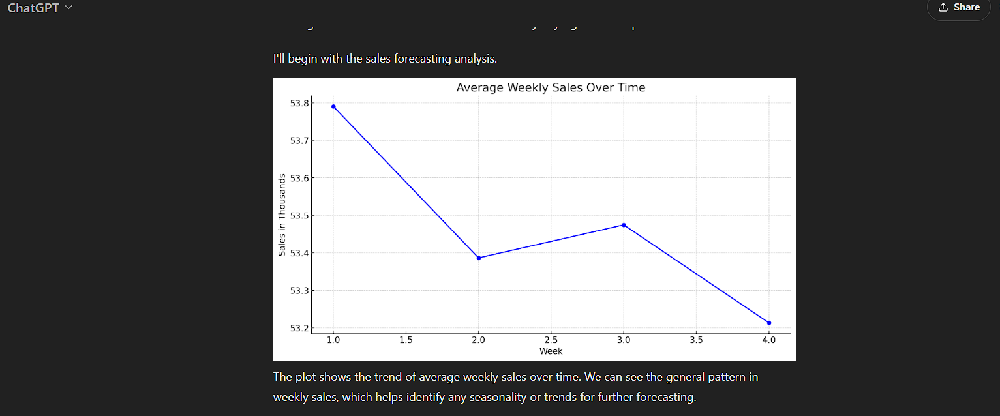 ChatGPT
Share
I'll begin with the sales forecasting analysis.
Average Weekly Sales Over Time
53.8
53.7
53.6
53.5
53.4
53.3
53.2
Sales in Thousands
1.0 1.5 2.0 2.5 3.0 3.5 4.0
Week
The plot shows the trend of average weekly sales over time. We can see the general pattern in
weekly sales, which helps identify any seasonality or trends for further forecasting.